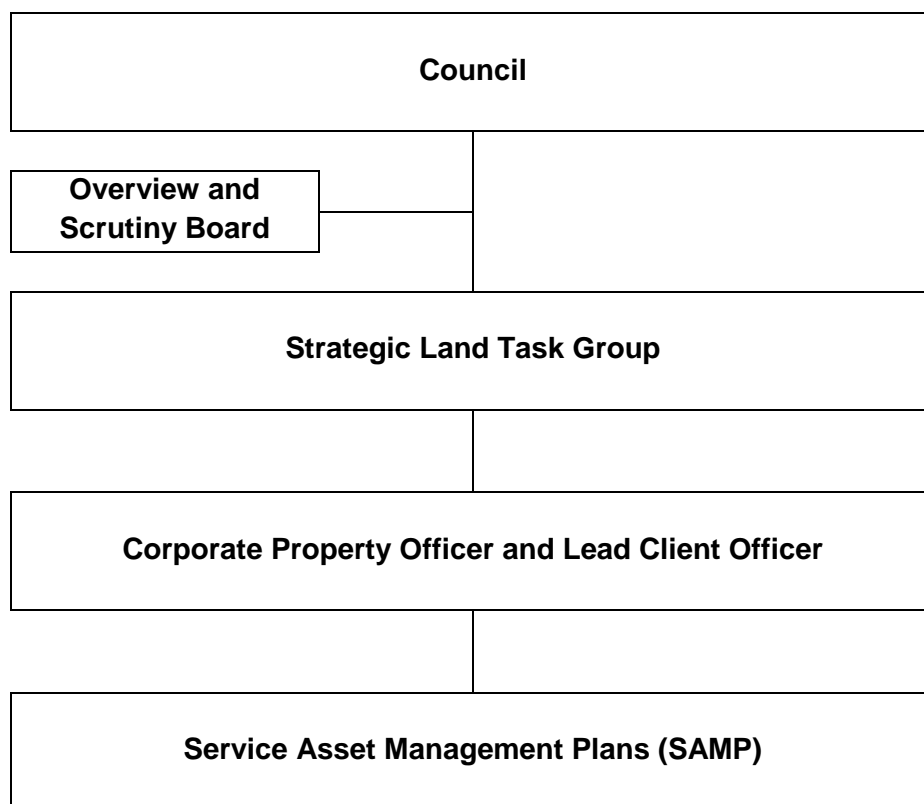 Council
Overview and
Scrutiny Board
Strategic Land Task Group
Corporate Property Officer and Lead Client Officer
Service Asset Management Plans (SAMP)